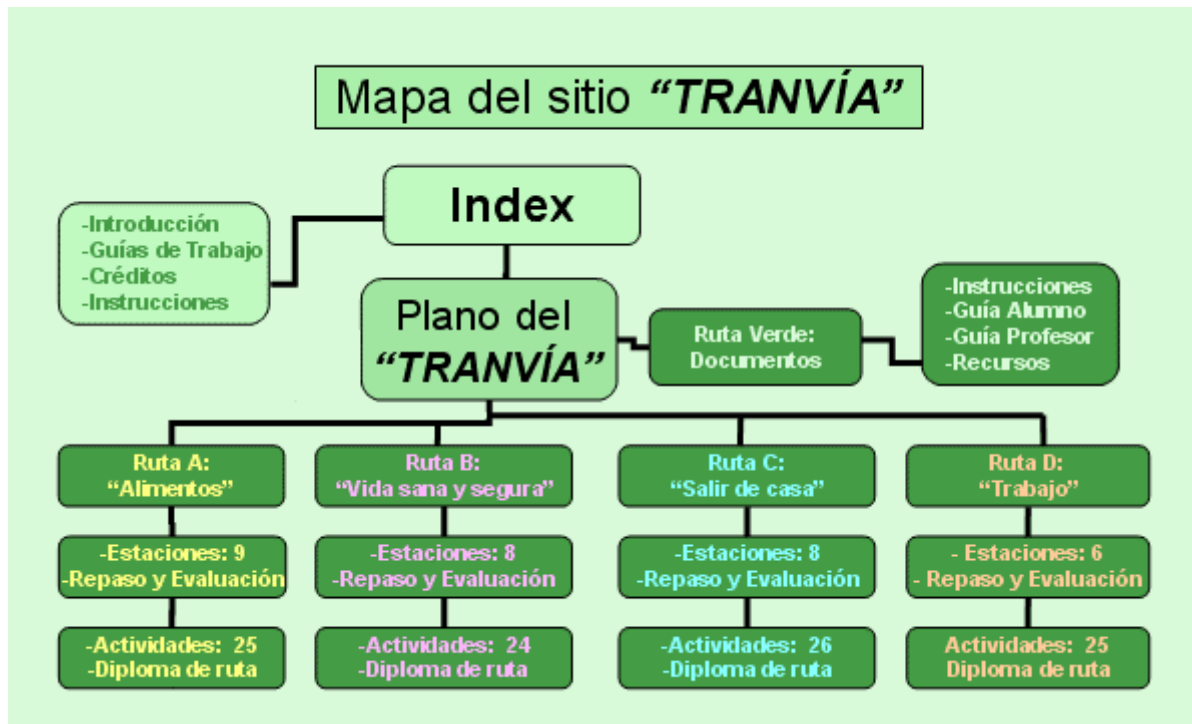 Mapa del sitio “TRANVÍA”
Index
-Introducción
-Guías de Trabajo
-Créditos
-Instrucciones
Plano del
“TRANVÍA”
Ruta Verde:
Documentos
-Instrucciones
-Guía Alumno
-Guía Profesor
-Recursos
Ruta A:
“Alimentos”
Ruta B:
“Vida sana y segura”
Ruta C:
“Salir de casa”
Ruta D:
“Trabajo”
-Estaciones: 9
-Repaso y Evaluación
-Estaciones: 8
-Repaso y Evaluación
-Estaciones: 8
-Repaso y Evaluación
- Estaciones: 6
- Repaso y Evaluación
-Actividades: 25
-Diploma de ruta
-Actividades: 24
-Diploma de ruta
-Actividades: 26
-Diploma de ruta
Actividades: 25
Diploma de ruta